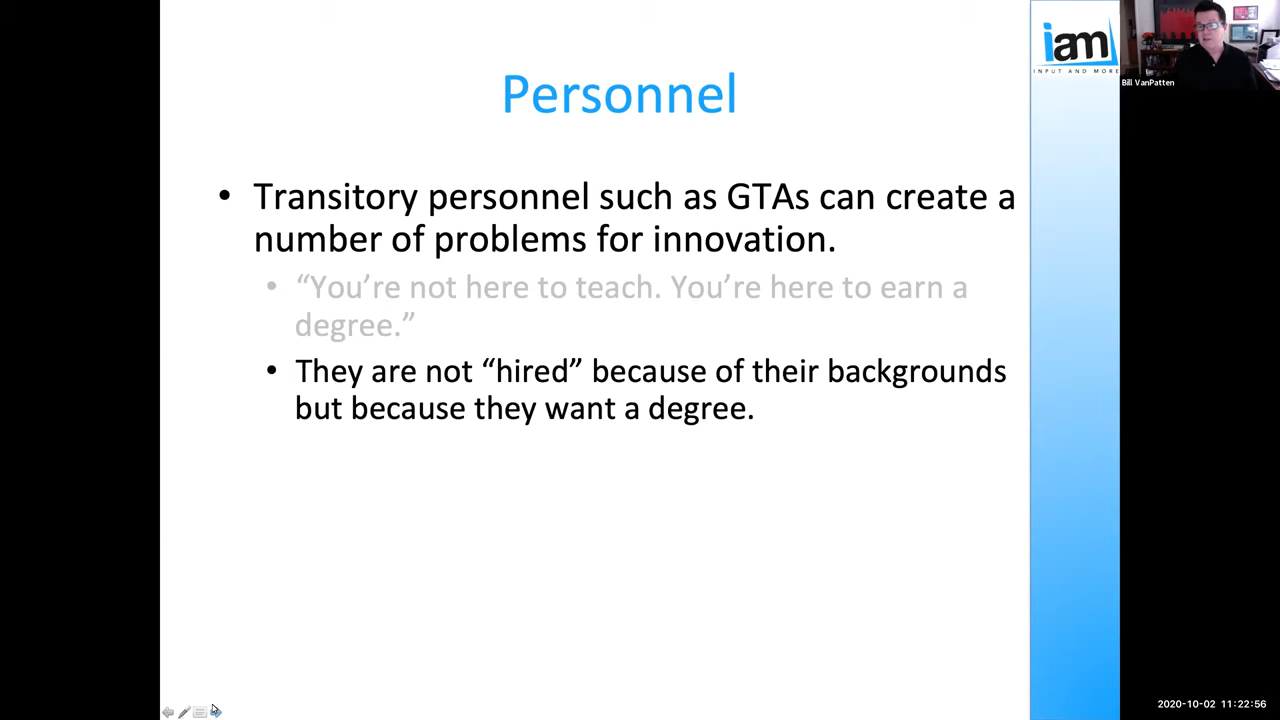 Personnel
• Transitory personnel such as GTAs can create a
number of problems for innovation.
• “You’re not here to teach. You’re here to earn a
degree.”
• They are not “hired” because of their backgrounds
but because they want a degree.
iam
INPUT AND MORE
Bill VanPatten
2020-10-02 11:22:56